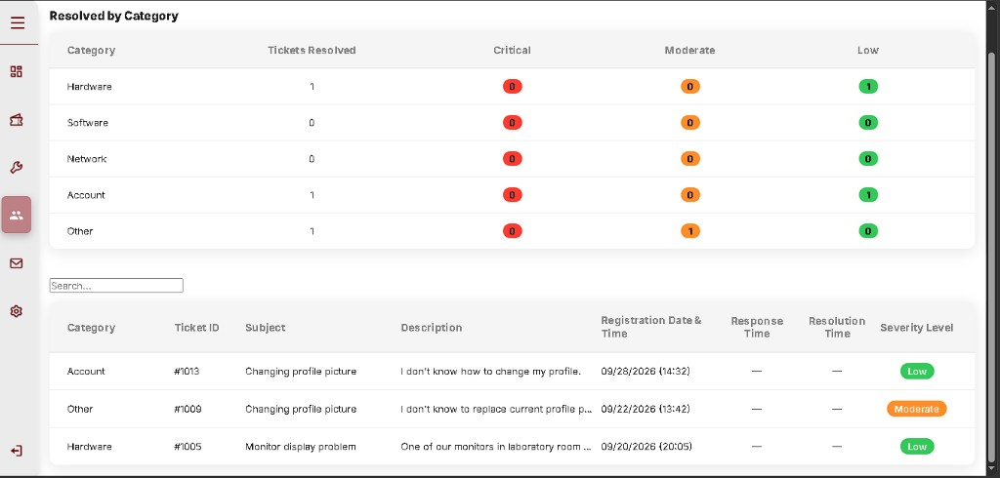 Resolved by Category
Category Tickets Resolved Critical Moderate Low
Hardware 1 0 0 1
Software 0 0 0 0
Network 0 0 0 0
Account 1 0 0 1
Other 1 0 1 0
Search...
Category Ticket ID Subject Description Registration Date & Time Response Time Resolution Time Severity Level
Account #1013 Changing profile picture I don't know how to change my profile. 09/28/2026 (14:32) — — Low
Other #1009 Changing profile picture I don't know to replace current profile p... 09/22/2026 (13:42) — — Moderate
Hardware #1005 Monitor display problem One of our monitors in laboratory room ... 09/20/2026 (20:05) — — Low